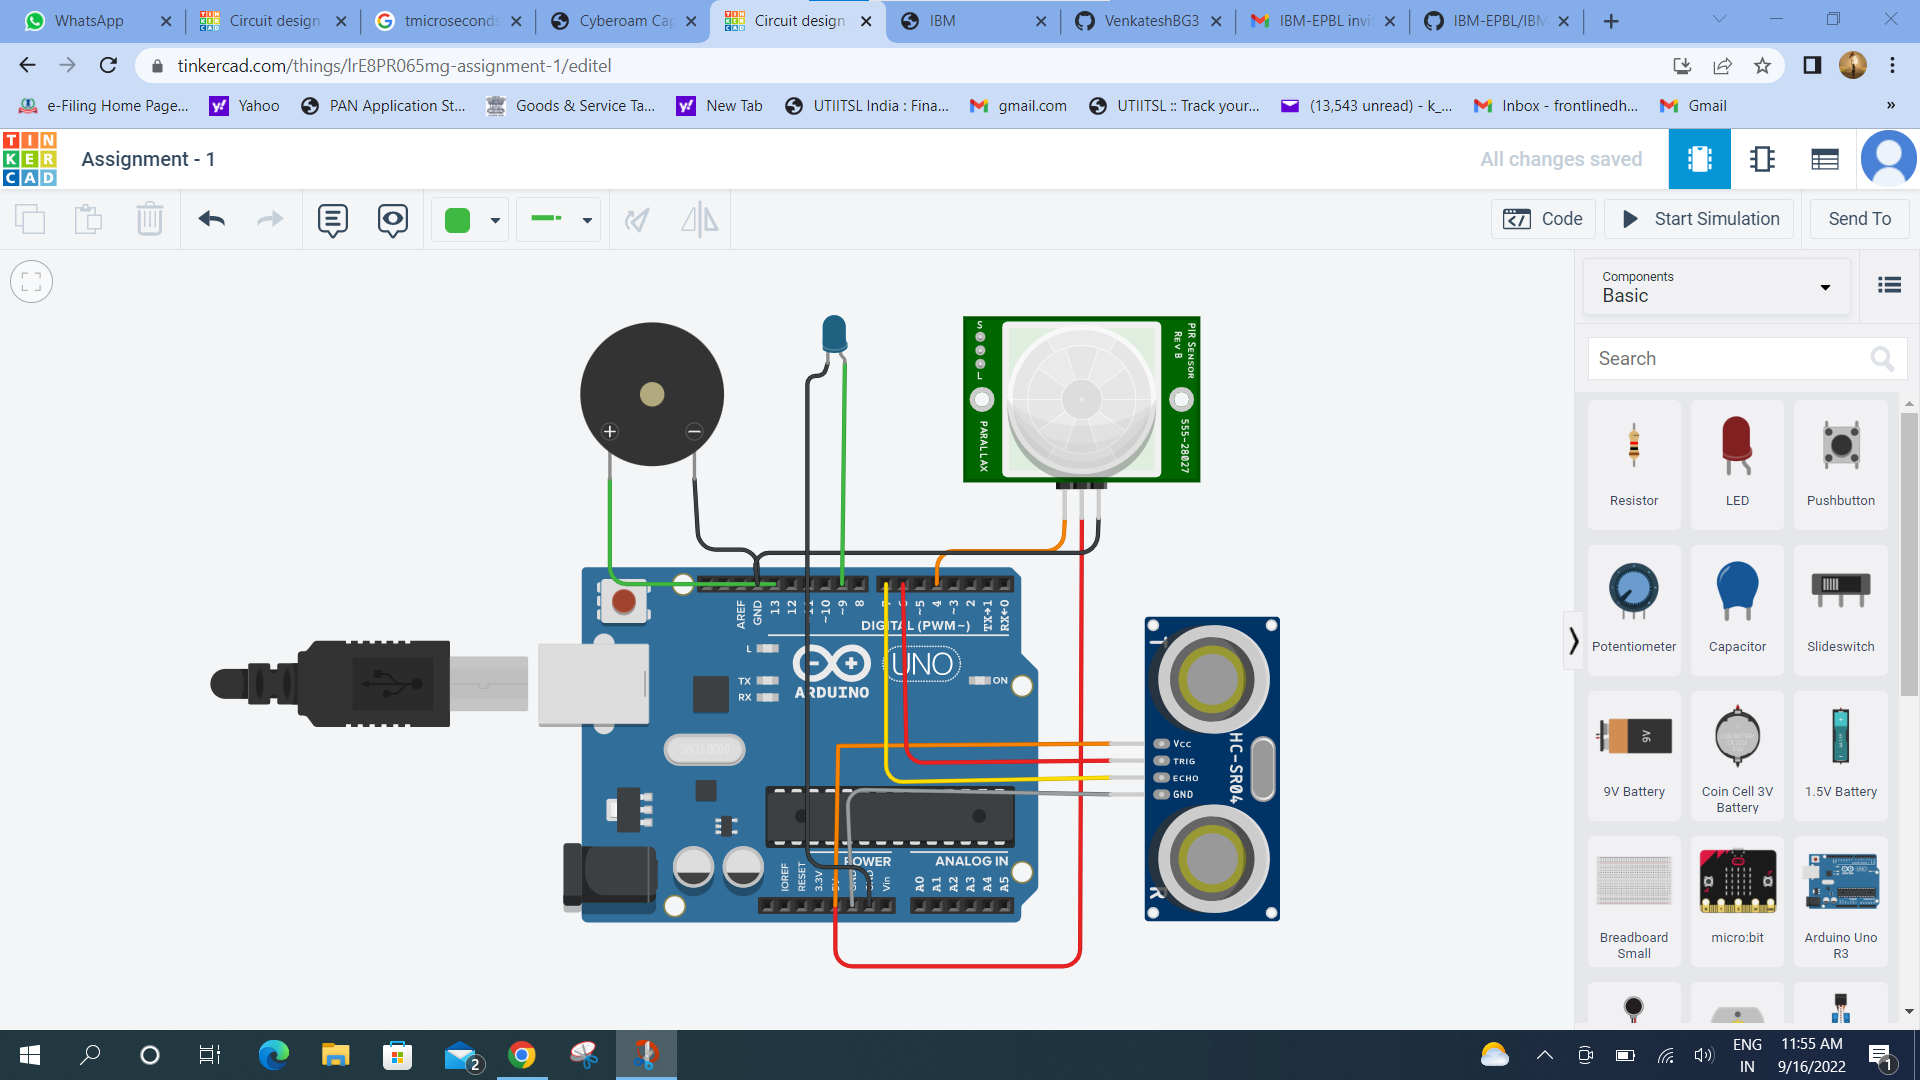 WhatsApp
Circuit design
tmicroseconds
Cyberoam Cap
Circuit design
IBM
VenkateshBG3
IBM-EPBL invi
IBM-EPBL/IBM
tinkercad.com/things/lrE8PR065mg-assignment-1/editel
e-Filing Home Page...
Yahoo
PAN Application St...
Goods & Service Ta...
New Tab
UTIITSL India : Fina...
gmail.com
UTIITSL :: Track your...
(13,543 unread) - k_...
Inbox - frontlinedh...
Gmail
»
TIN
KER
CAD
Assignment - 1
All changes saved
Code
Start Simulation
Send To
Components
Basic
Search
Resistor
LED
Pushbutton
Potentiometer
Capacitor
Slideswitch
9V
9V Battery
Coin Cell 3V
Battery
1.5V Battery
Breadboard
Small
micro:bit
Arduino Uno
R3
S
L
PARALLAX
PIR SENSOR
REV B
555-28027
AREF
GND
13
12
~10
~9
8
~5
4
~3
2
TX→1
RX←0
DIGITAL (PWM~)
L
TX
RX
ARDUINO
UNO
ON
IOREF
RESET
3.3V
Vin
POWER
ANALOG IN
A0
A1
A2
A3
A4
A5
HC-SR04
VCC
TRIG
ECHO
GND
T
R
2
ENG
IN
11:55 AM
9/16/2022
1